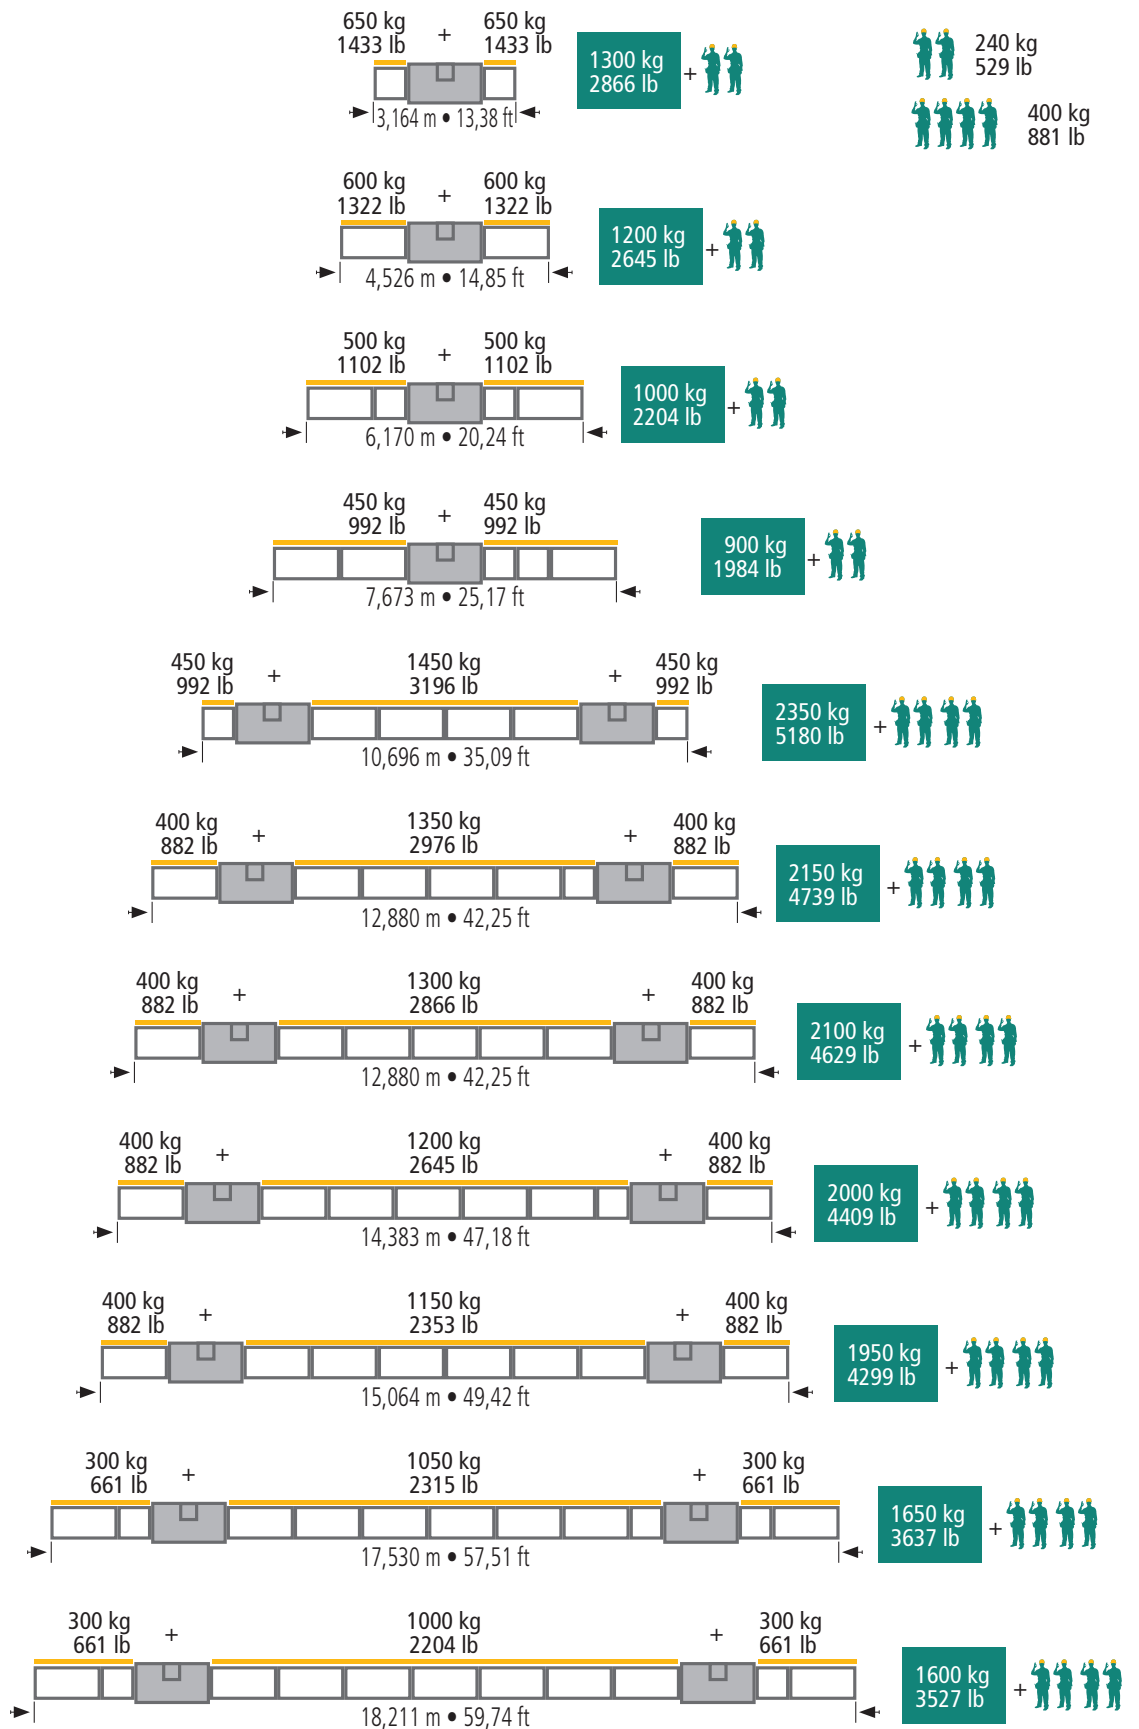 650 kg + 650 kg
1433 lb 1433 lb
1300 kg
2866 lb
+
3,164 m • 13,38 ft
240 kg
529 lb
400 kg
881 lb
600 kg + 600 kg
1322 lb 1322 lb
1200 kg
2645 lb
+
4,526 m • 14,85 ft
500 kg + 500 kg
1102 lb 1102 lb
1000 kg
2204 lb
+
6,170 m • 20,24 ft
450 kg + 450 kg
992 lb 992 lb
900 kg
1984 lb
+
7,673 m • 25,17 ft
450 kg + 1450 kg + 450 kg
992 lb 3196 lb 992 lb
2350 kg
5180 lb
+
10,696 m • 35,09 ft
400 kg + 1350 kg + 400 kg
882 lb 2976 lb 882 lb
2150 kg
4739 lb
+
12,880 m • 42,25 ft
400 kg + 1300 kg + 400 kg
882 lb 2866 lb 882 lb
2100 kg
4629 lb
+
12,880 m • 42,25 ft
400 kg + 1200 kg + 400 kg
882 lb 2645 lb 882 lb
2000 kg
4409 lb
+
14,383 m • 47,18 ft
400 kg + 1150 kg + 400 kg
882 lb 2353 lb 882 lb
1950 kg
4299 lb
+
15,064 m • 49,42 ft
300 kg + 1050 kg + 300 kg
661 lb 2315 lb 661 lb
1650 kg
3637 lb
+
17,530 m • 57,51 ft
300 kg + 1000 kg + 300 kg
661 lb 2204 lb 661 lb
1600 kg
3527 lb
+
18,211 m • 59,74 ft